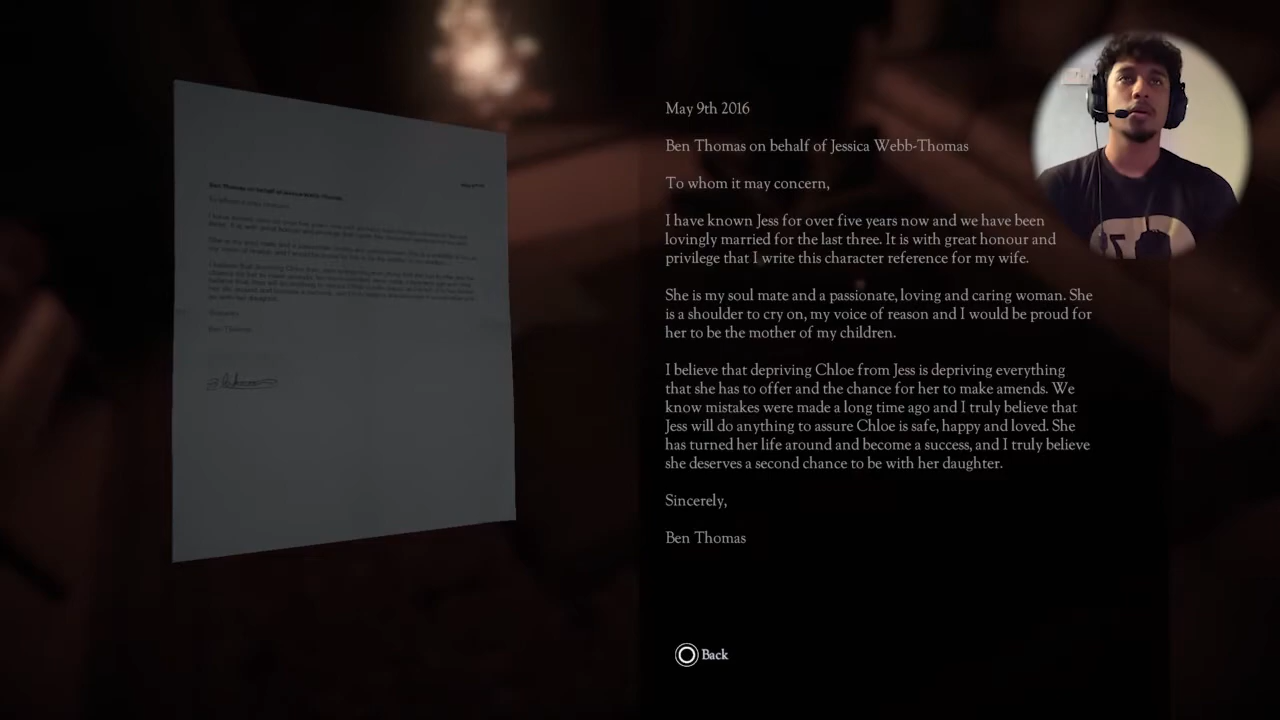 May 9th 2016
Ben Thomas on behalf of Jessica Webb-Thomas
To whom it may concern,
I have known Jess for over five years now and we have been
lovingly married for the last three. It is with great honour and
privilege that I write this character reference for my wife.
She is my soul mate and a passionate, loving and caring woman. She
is a shoulder to cry on, my voice of reason and I would be proud for
her to be the mother of my children.
I believe that depriving Chloe from Jess is depriving everything
that she has to offer and the chance for her to make amends. We
know mistakes were made a long time ago and I truly believe that
Jess will do anything to assure Chloe is safe, happy and loved. She
has turned her life around and become a success, and I truly believe
she deserves a second chance to be with her daughter.
Sincerely,
Ben Thomas
Back